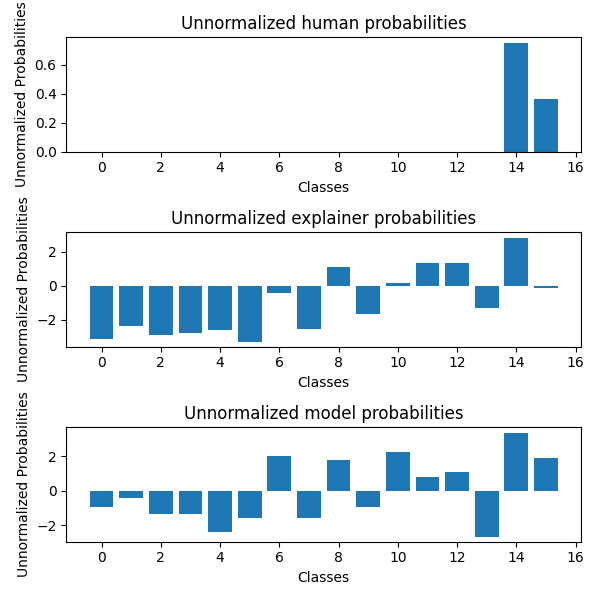 Unnormalized human probabilities
Unnormalized Probabilities
0.6
0.4
0.2
0.0
0 2 4 6 8 10 12 14 16
Classes
Unnormalized explainer probabilities
Unnormalized Probabilities
2
0
−2
0 2 4 6 8 10 12 14 16
Classes
Unnormalized model probabilities
Unnormalized Probabilities
2
0
−2
0 2 4 6 8 10 12 14 16
Classes